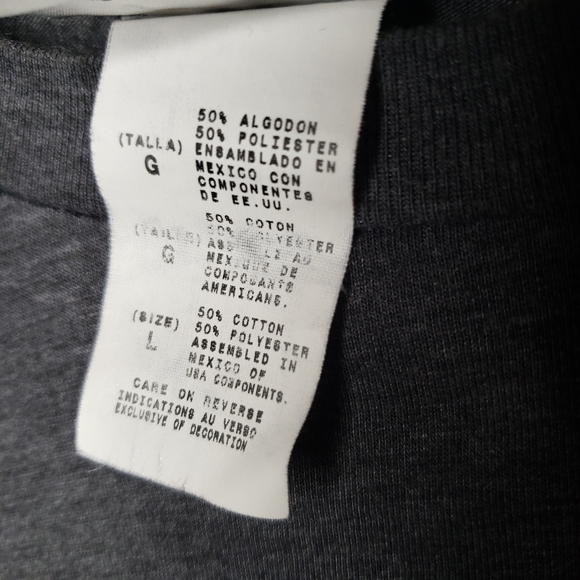 50% ALGODON
50% POLIESTER
(TALLA) ENSAMBLADO EN
G MEXICO CON
COMPONENTES
DE EE.UU.
50% COTON
50%
G DE
COMPOSANTS
AMERICAINS.
50% COTTON
(SIZE) 50% POLYESTER
L ASSEMBLED IN
MEXICO OF
USA COMPONENTS.
CARE ON REVERSE
INDICATIONS AU VERSO
EXCLUSIVE OF DECORATION